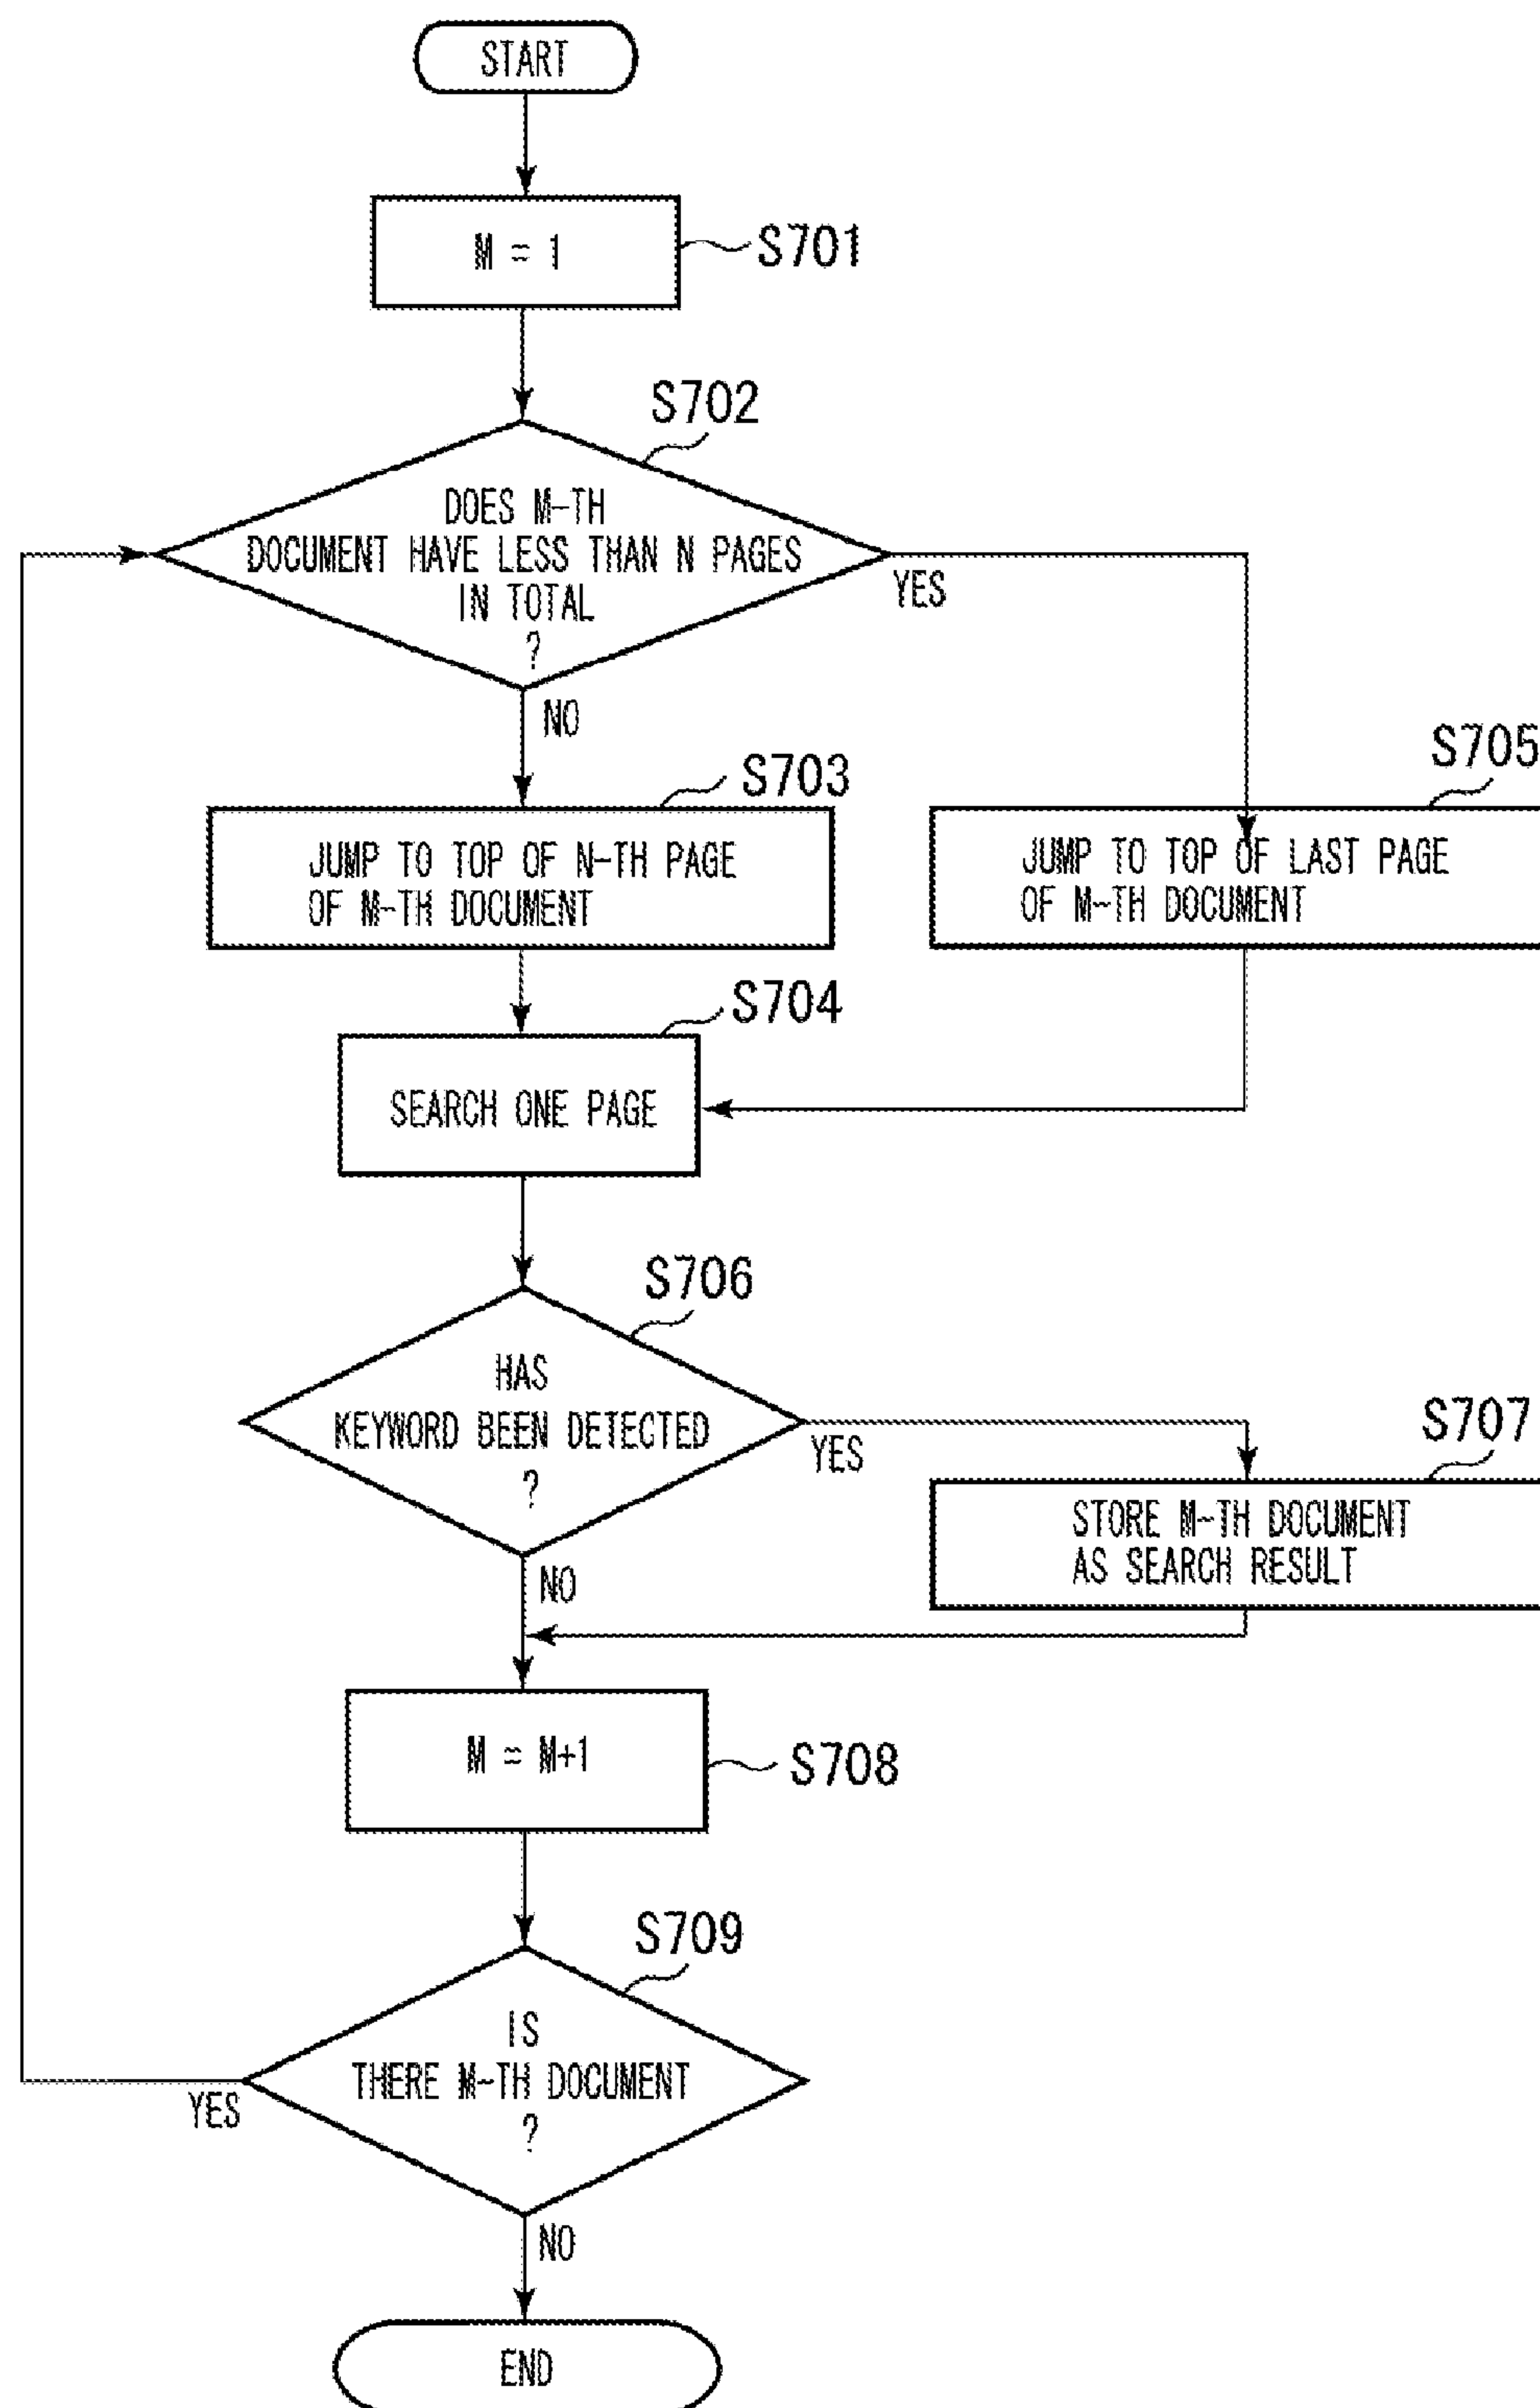 START
M = 1
S701
S702
DOES M-TH
DOCUMENT HAVE LESS THAN N PAGES
IN TOTAL
?
YES
NO
S703
S705
JUMP TO TOP OF N-TH PAGE
OF M-TH DOCUMENT
JUMP TO TOP OF LAST PAGE
OF M-TH DOCUMENT
S704
SEARCH ONE PAGE
S706
HAS
KEYWORD BEEN DETECTED
?
YES
NO
S707
STORE M-TH DOCUMENT
AS SEARCH RESULT
M = M+1
S708
S709
IS
THERE M-TH DOCUMENT
?
YES
NO
END